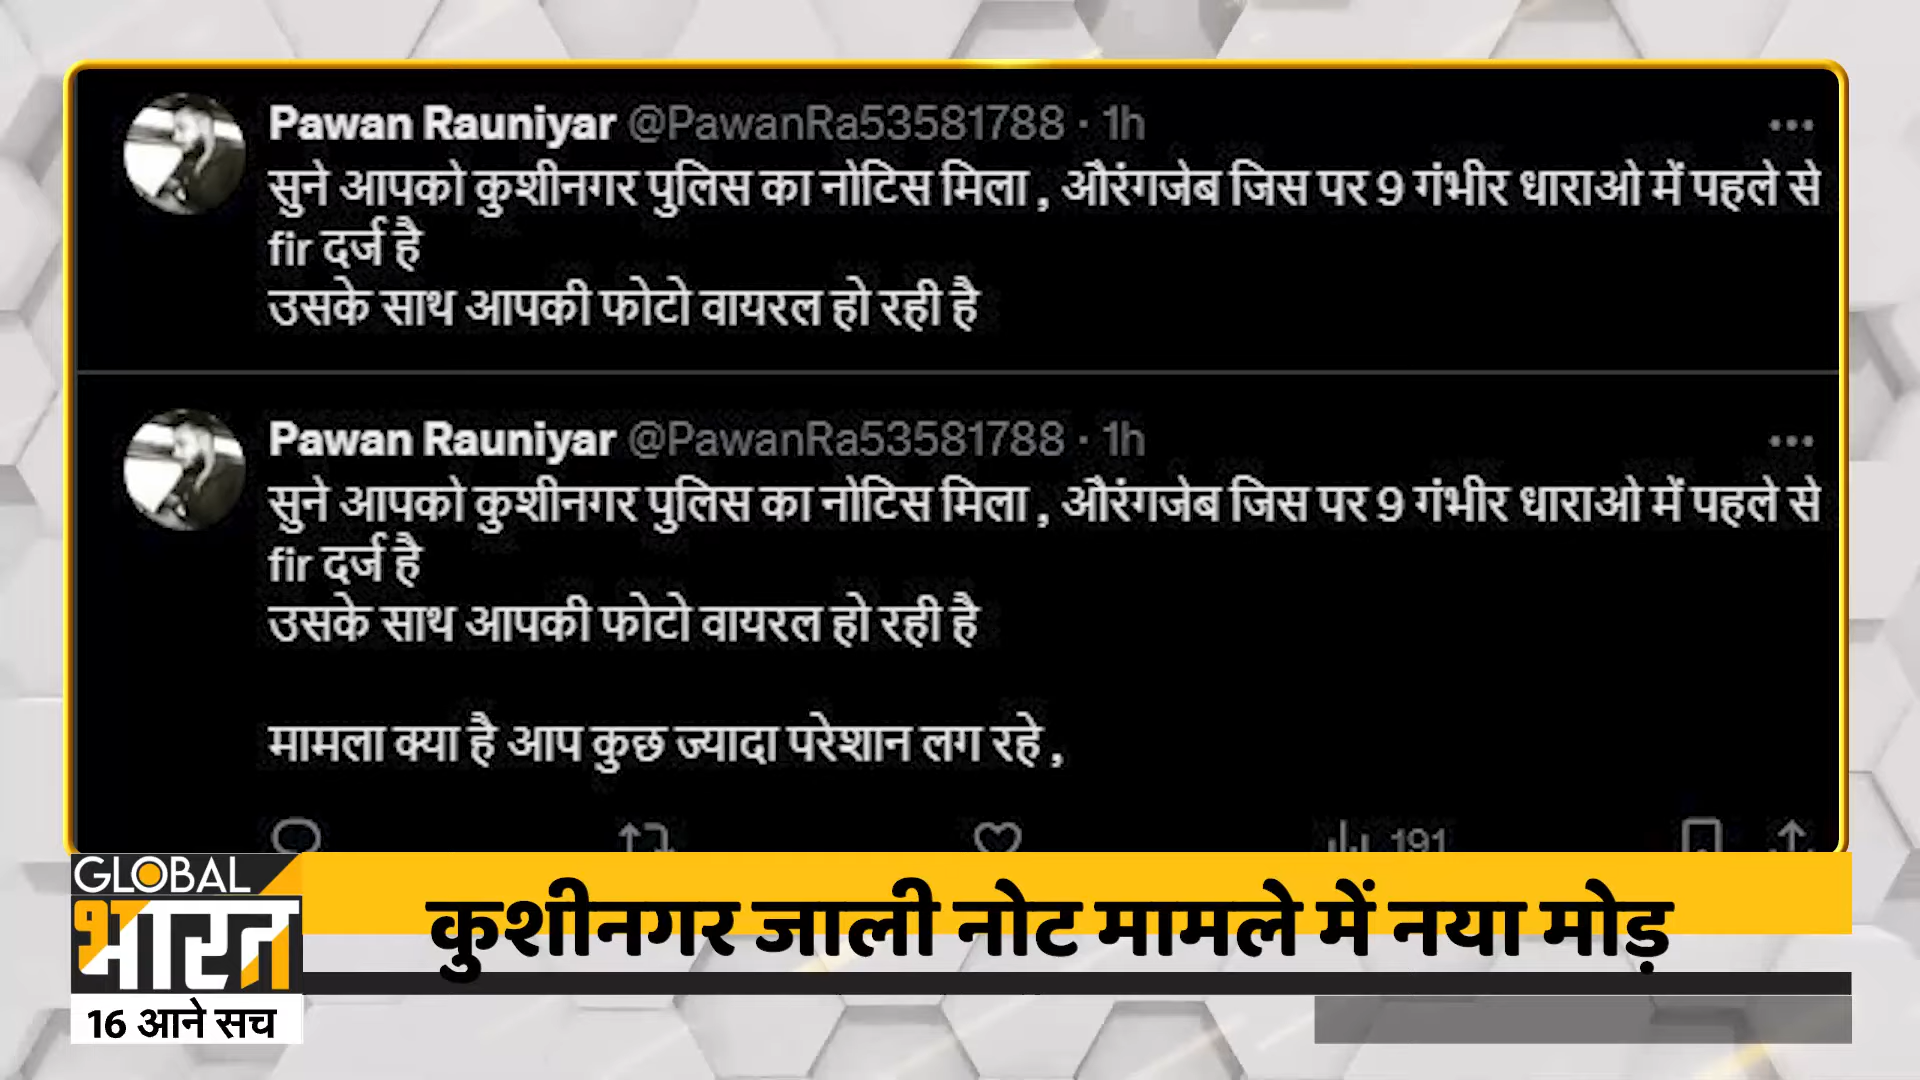 Pawan Rauniyar @PawanRa53581788 · 1h
सुने आपको कुशीनगर पुलिस का नोटिस मिला , औरंगजेब जिस पर 9 गंभीर धाराओ में पहले से
fir दर्ज है
उसके साथ आपकी फोटो वायरल हो रही है
Pawan Rauniyar @PawanRa53581788 · 1h
सुने आपको कुशीनगर पुलिस का नोटिस मिला , औरंगजेब जिस पर 9 गंभीर धाराओ में पहले से
fir दर्ज है
उसके साथ आपकी फोटो वायरल हो रही है
मामला क्या है आप कुछ ज्यादा परेशान लग रहे ,
191
GLOBAL
भारत
16 आने सच
कुशीनगर जाली नोट मामले में नया मोड़